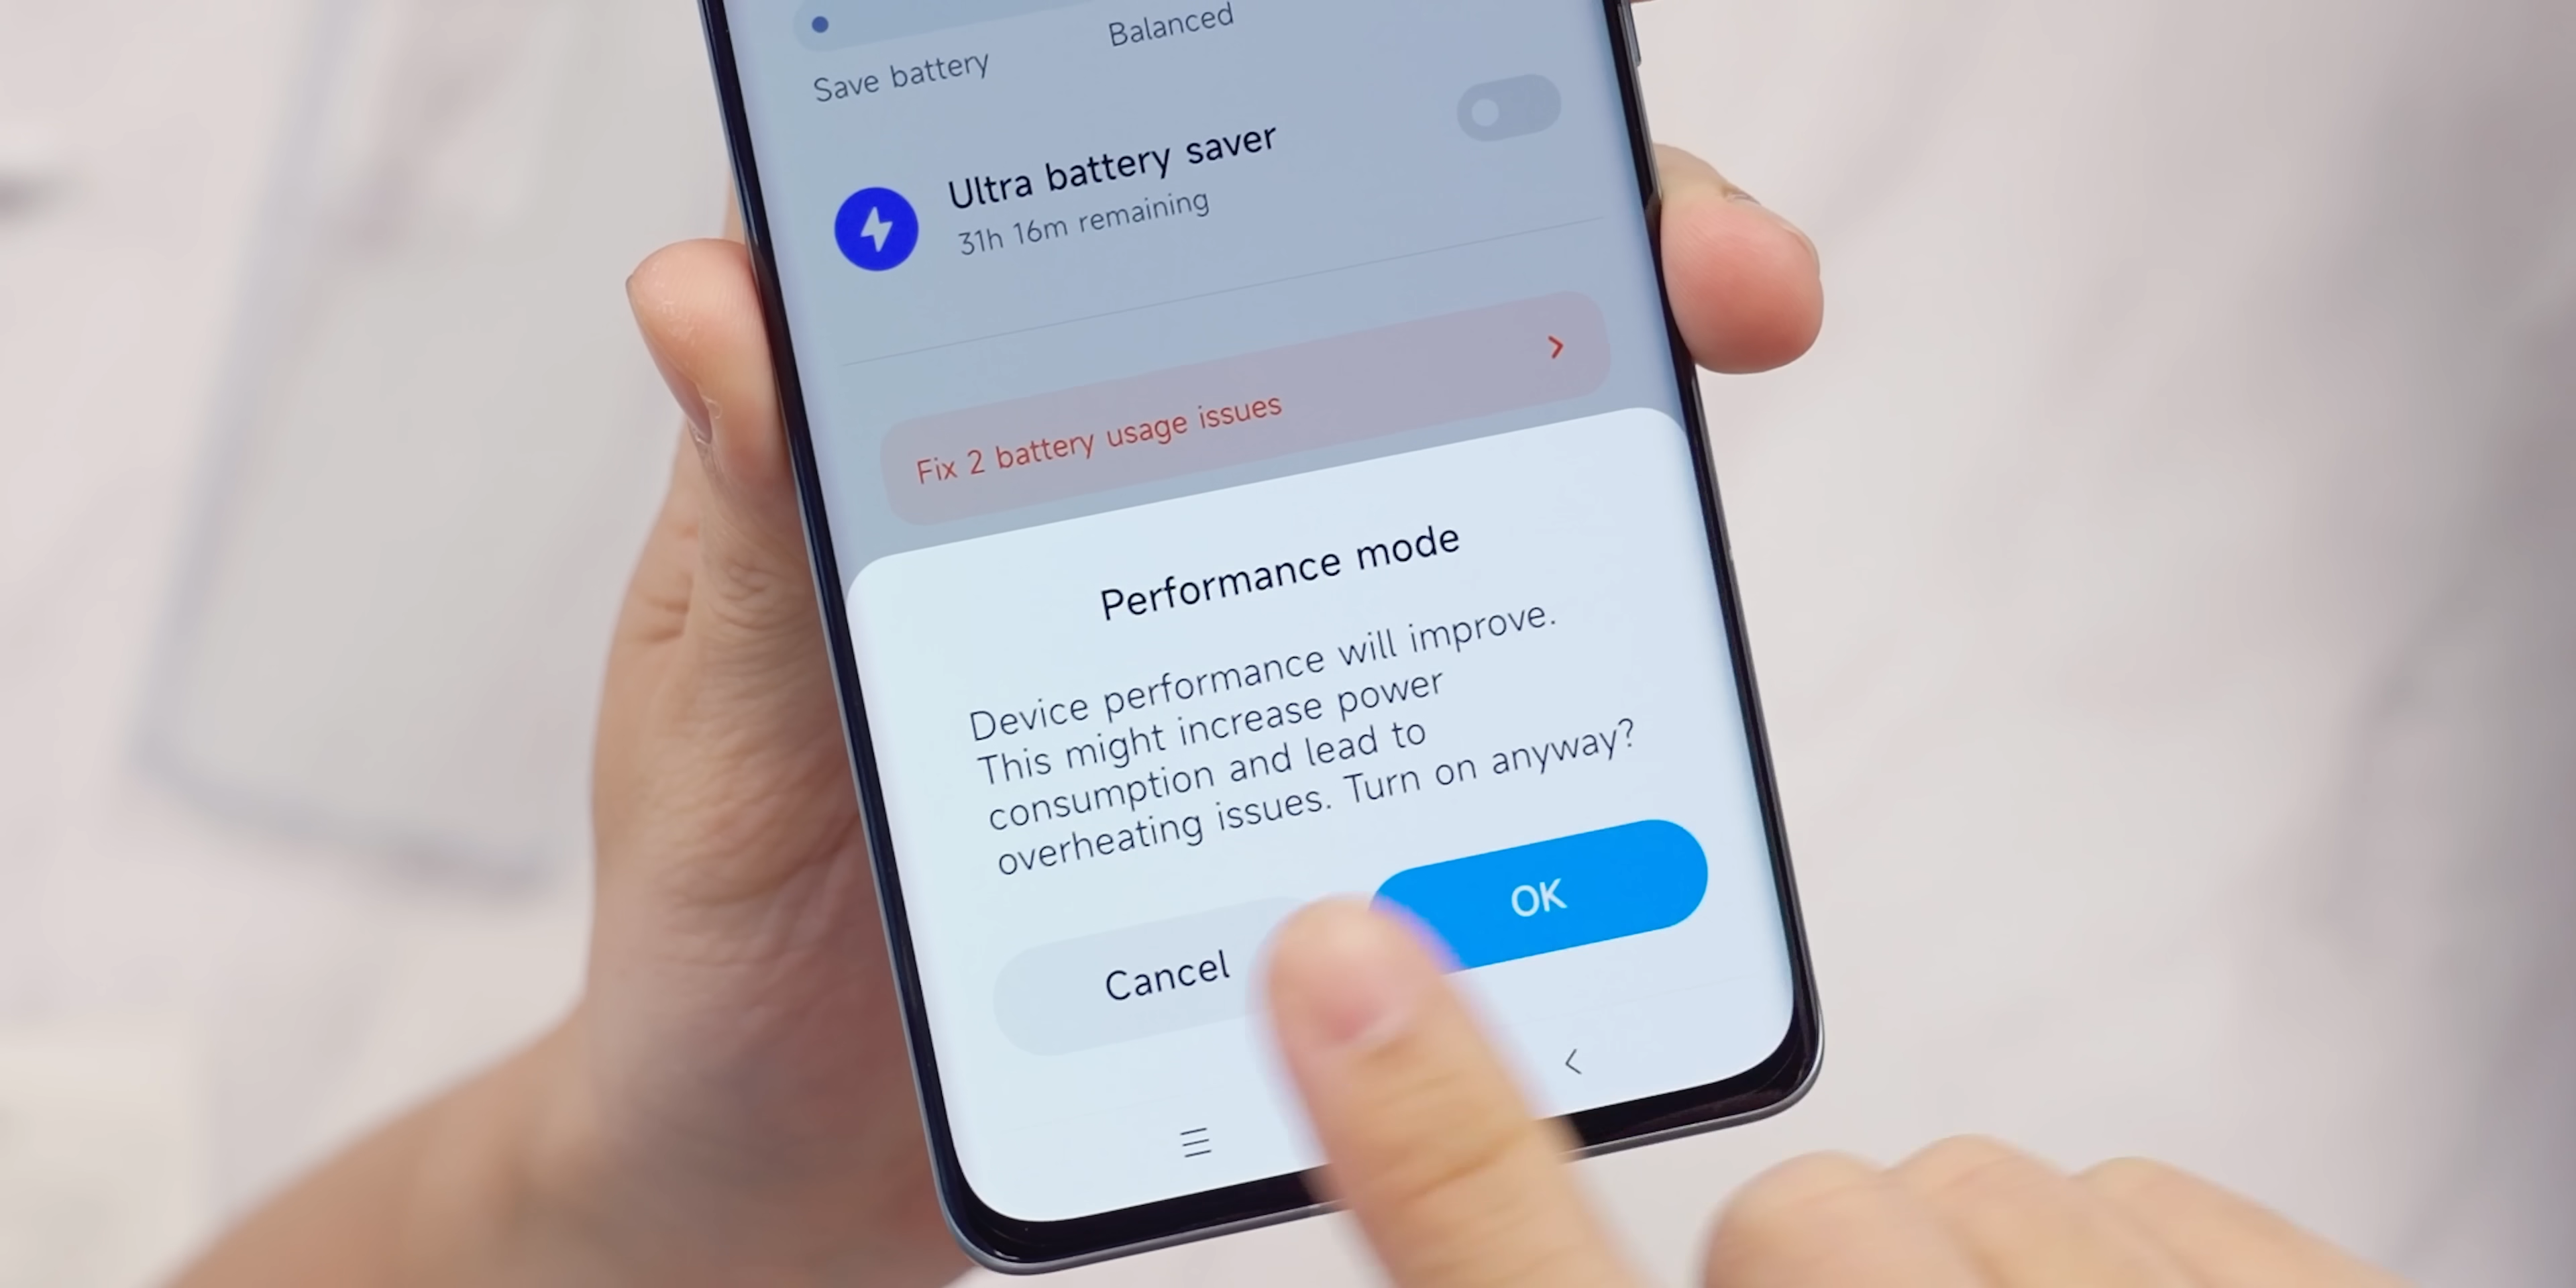 Balanced
Save battery
Ultra battery saver
31h 16m remaining
Fix 2 battery usage issues
Performance mode
Device performance will improve.
This might increase power
consumption and lead to
overheating issues. Turn on anyway?
Cancel
OK